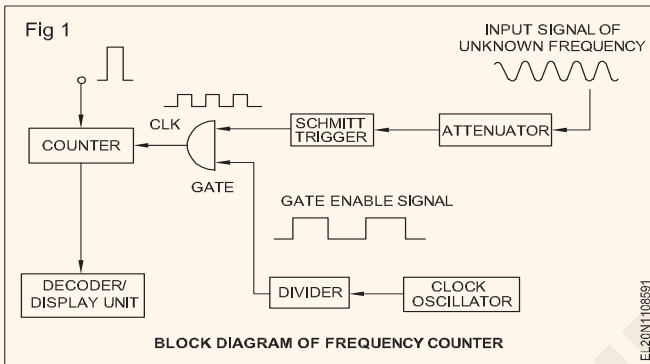 Fig 1
INPUT SIGNAL OF
UNKNOWN FREQUENCY
CLK
SCHMITT
TRIGGER
ATTENUATOR
COUNTER
GATE
GATE ENABLE SIGNAL
DECODER/
DISPLAY UNIT
DIVIDER
CLOCK
OSCILLATOR
BLOCK DIAGRAM OF FREQUENCY COUNTER
EL20N1108591